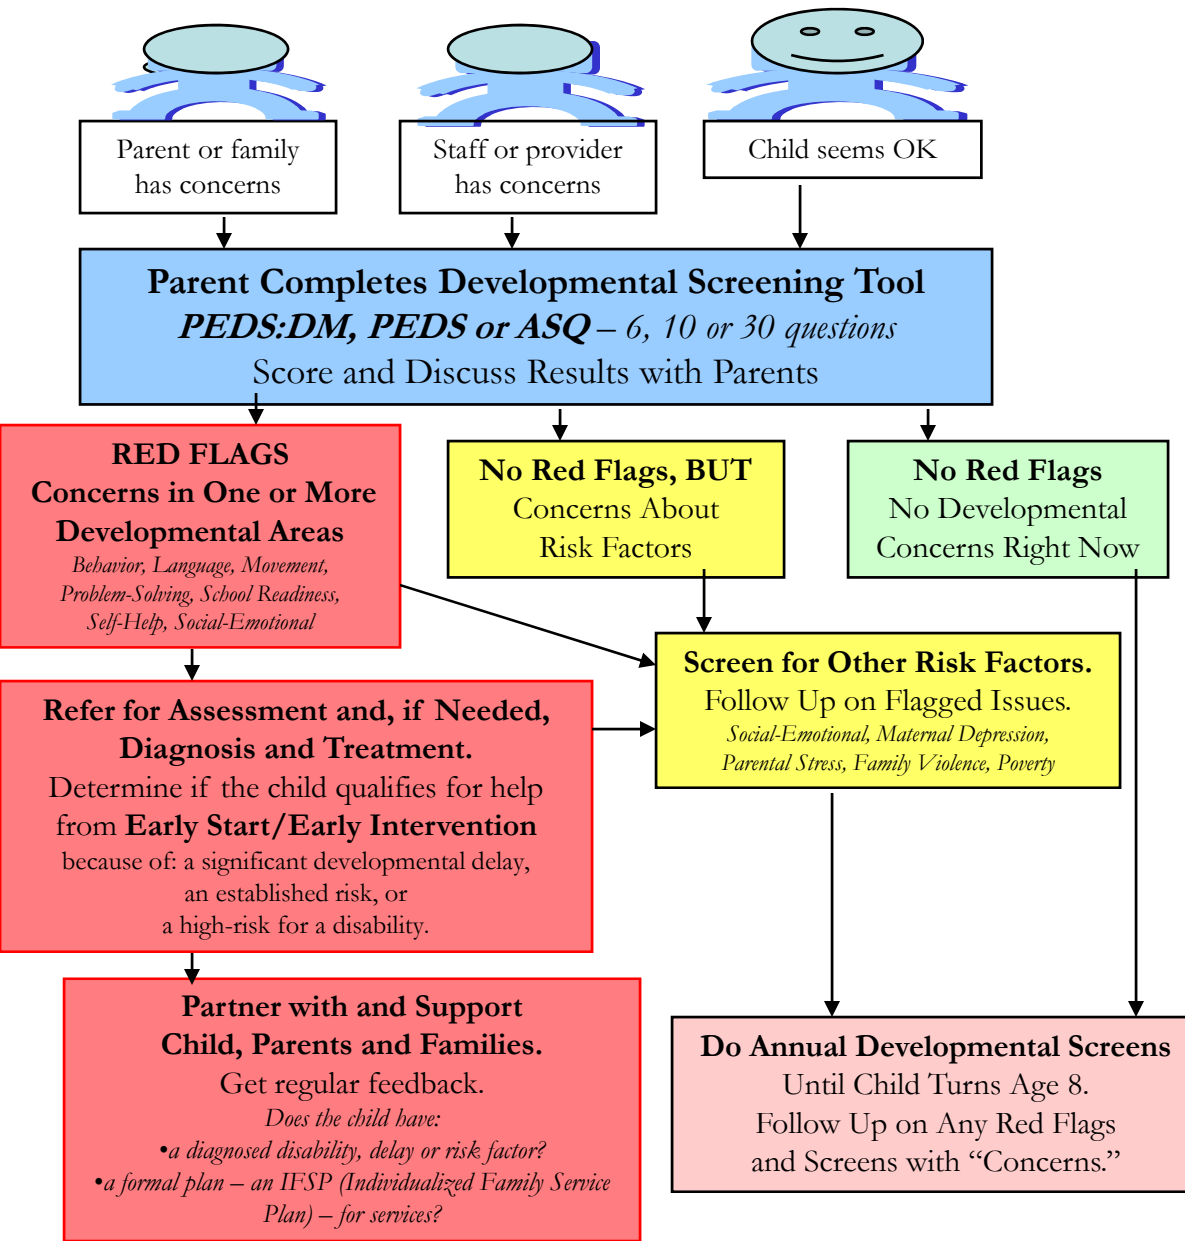 Parent or family
has concerns
Staff or provider
has concerns
Child seems OK
Parent Completes Developmental Screening Tool
PEDS:DM, PEDS or ASQ – 6, 10 or 30 questions
Score and Discuss Results with Parents
RED FLAGS
Concerns in One or More
Developmental Areas
Behavior, Language, Movement,
Problem-Solving, School Readiness,
Self-Help, Social-Emotional
No Red Flags, BUT
Concerns About
Risk Factors
No Red Flags
No Developmental
Concerns Right Now
Screen for Other Risk Factors.
Follow Up on Flagged Issues.
Social-Emotional, Maternal Depression,
Parental Stress, Family Violence, Poverty
Refer for Assessment and, if Needed,
Diagnosis and Treatment.
Determine if the child qualifies for help
from Early Start/Early Intervention
because of: a significant developmental delay,
an established risk, or
a high-risk for a disability.
Partner with and Support
Child, Parents and Families.
Get regular feedback.
Does the child have:
•a diagnosed disability, delay or risk factor?
•a formal plan – an IFSP (Individualized Family Service
Plan) – for services?
Do Annual Developmental Screens
Until Child Turns Age 8.
Follow Up on Any Red Flags
and Screens with “Concerns.”